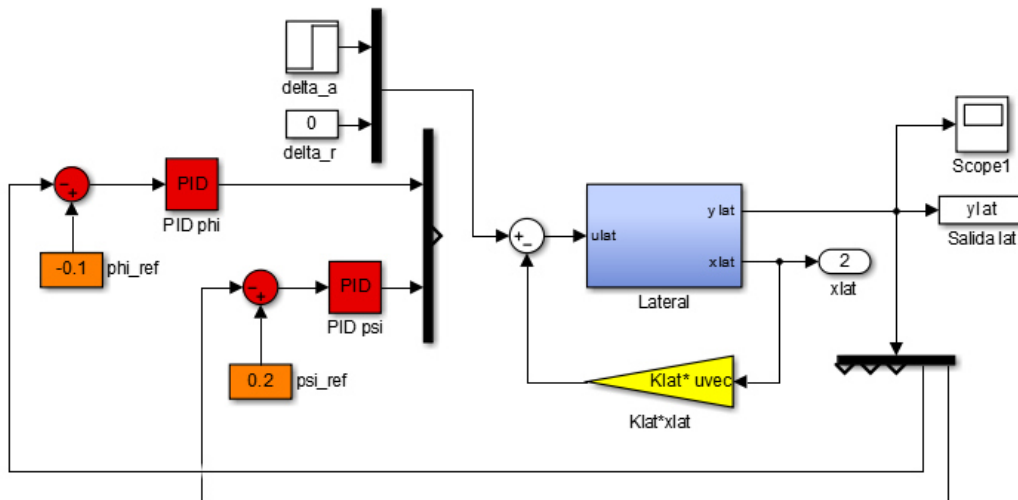 delta_a
0
delta_r
PID
PID phi
-0.1
phi_ref
PID
PID psi
0.2
psi_ref
+
-
ulat
y lat
xlat
Lateral
Klat* uvec
Klat*xlat
2
xlat
Scope1
ylat
Salida lat
-
+
-
+